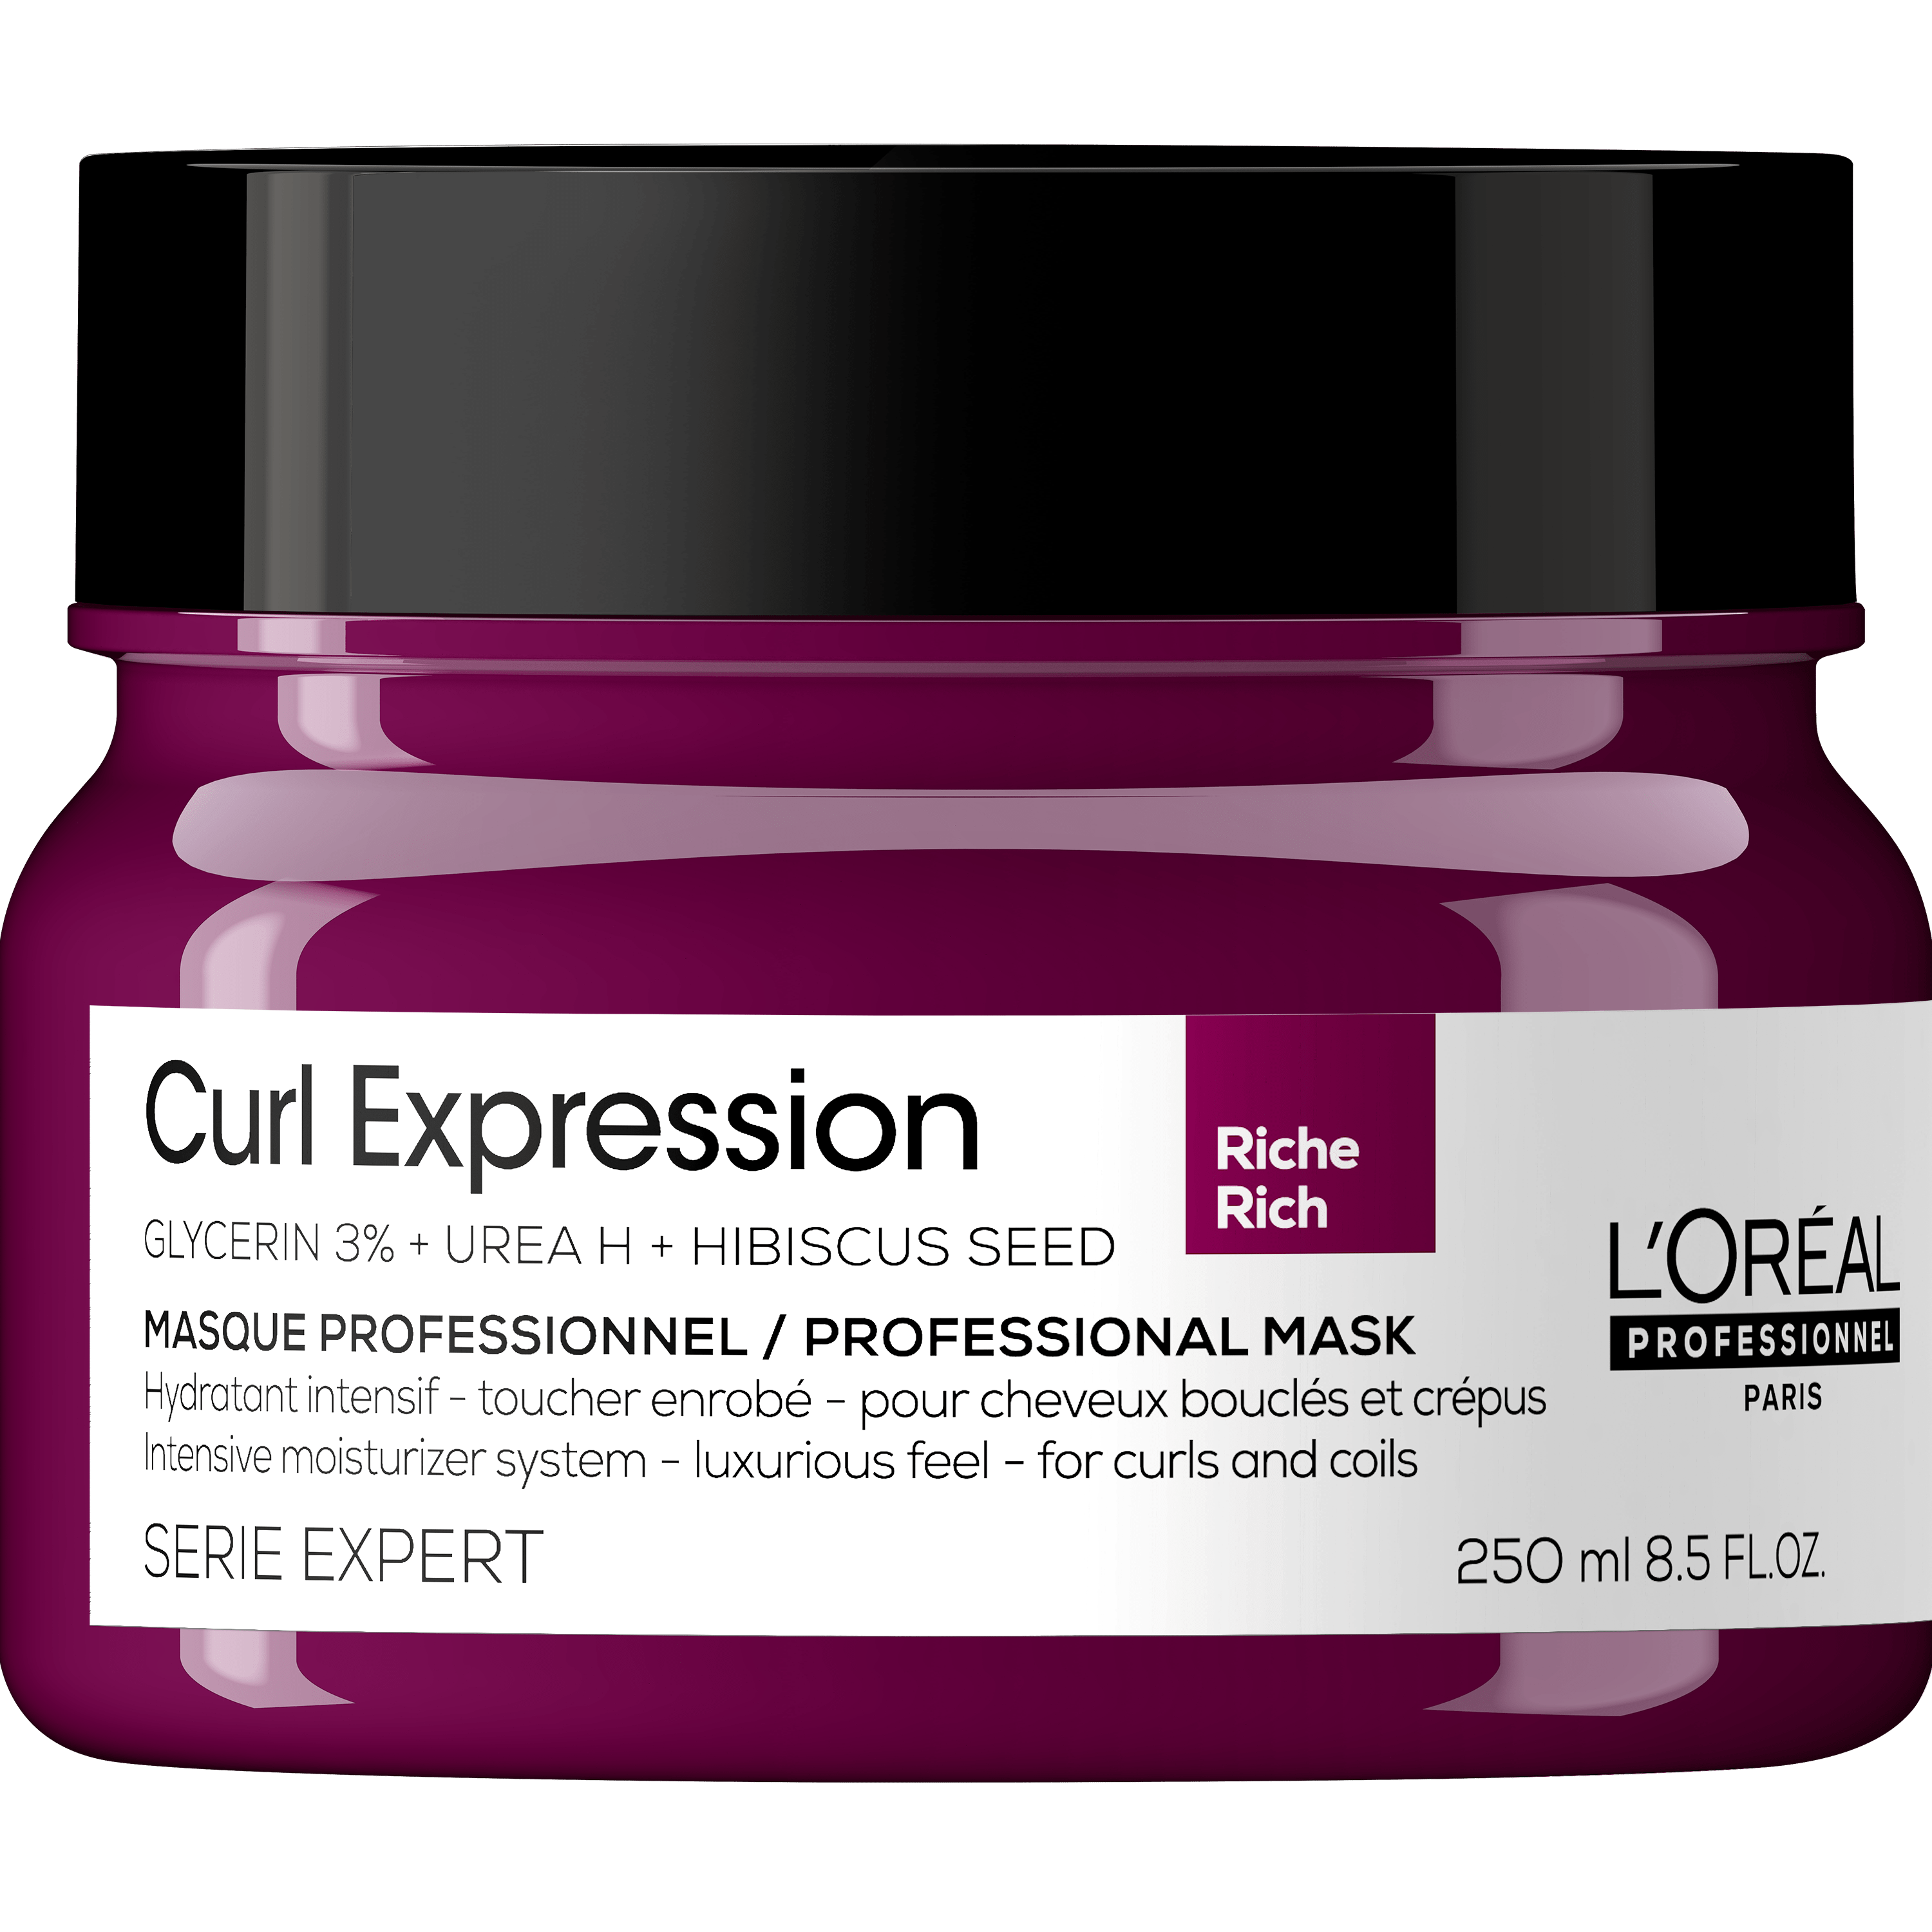 Curl Expression
Riche
Rich
GLYCERIN 3% + UREA H + HIBISCUS SEED
MASQUE PROFESSIONNEL / PROFESSIONAL MASK
Hydratant intensif – toucher enrobé – pour cheveux bouclés et crépus
Intensive moisturizer system – luxurious feel – for curls and coils
SERIE EXPERT
L'ORÉAL
PROFESSIONNEL
PARIS
250 ml 8.5 FL.OZ.